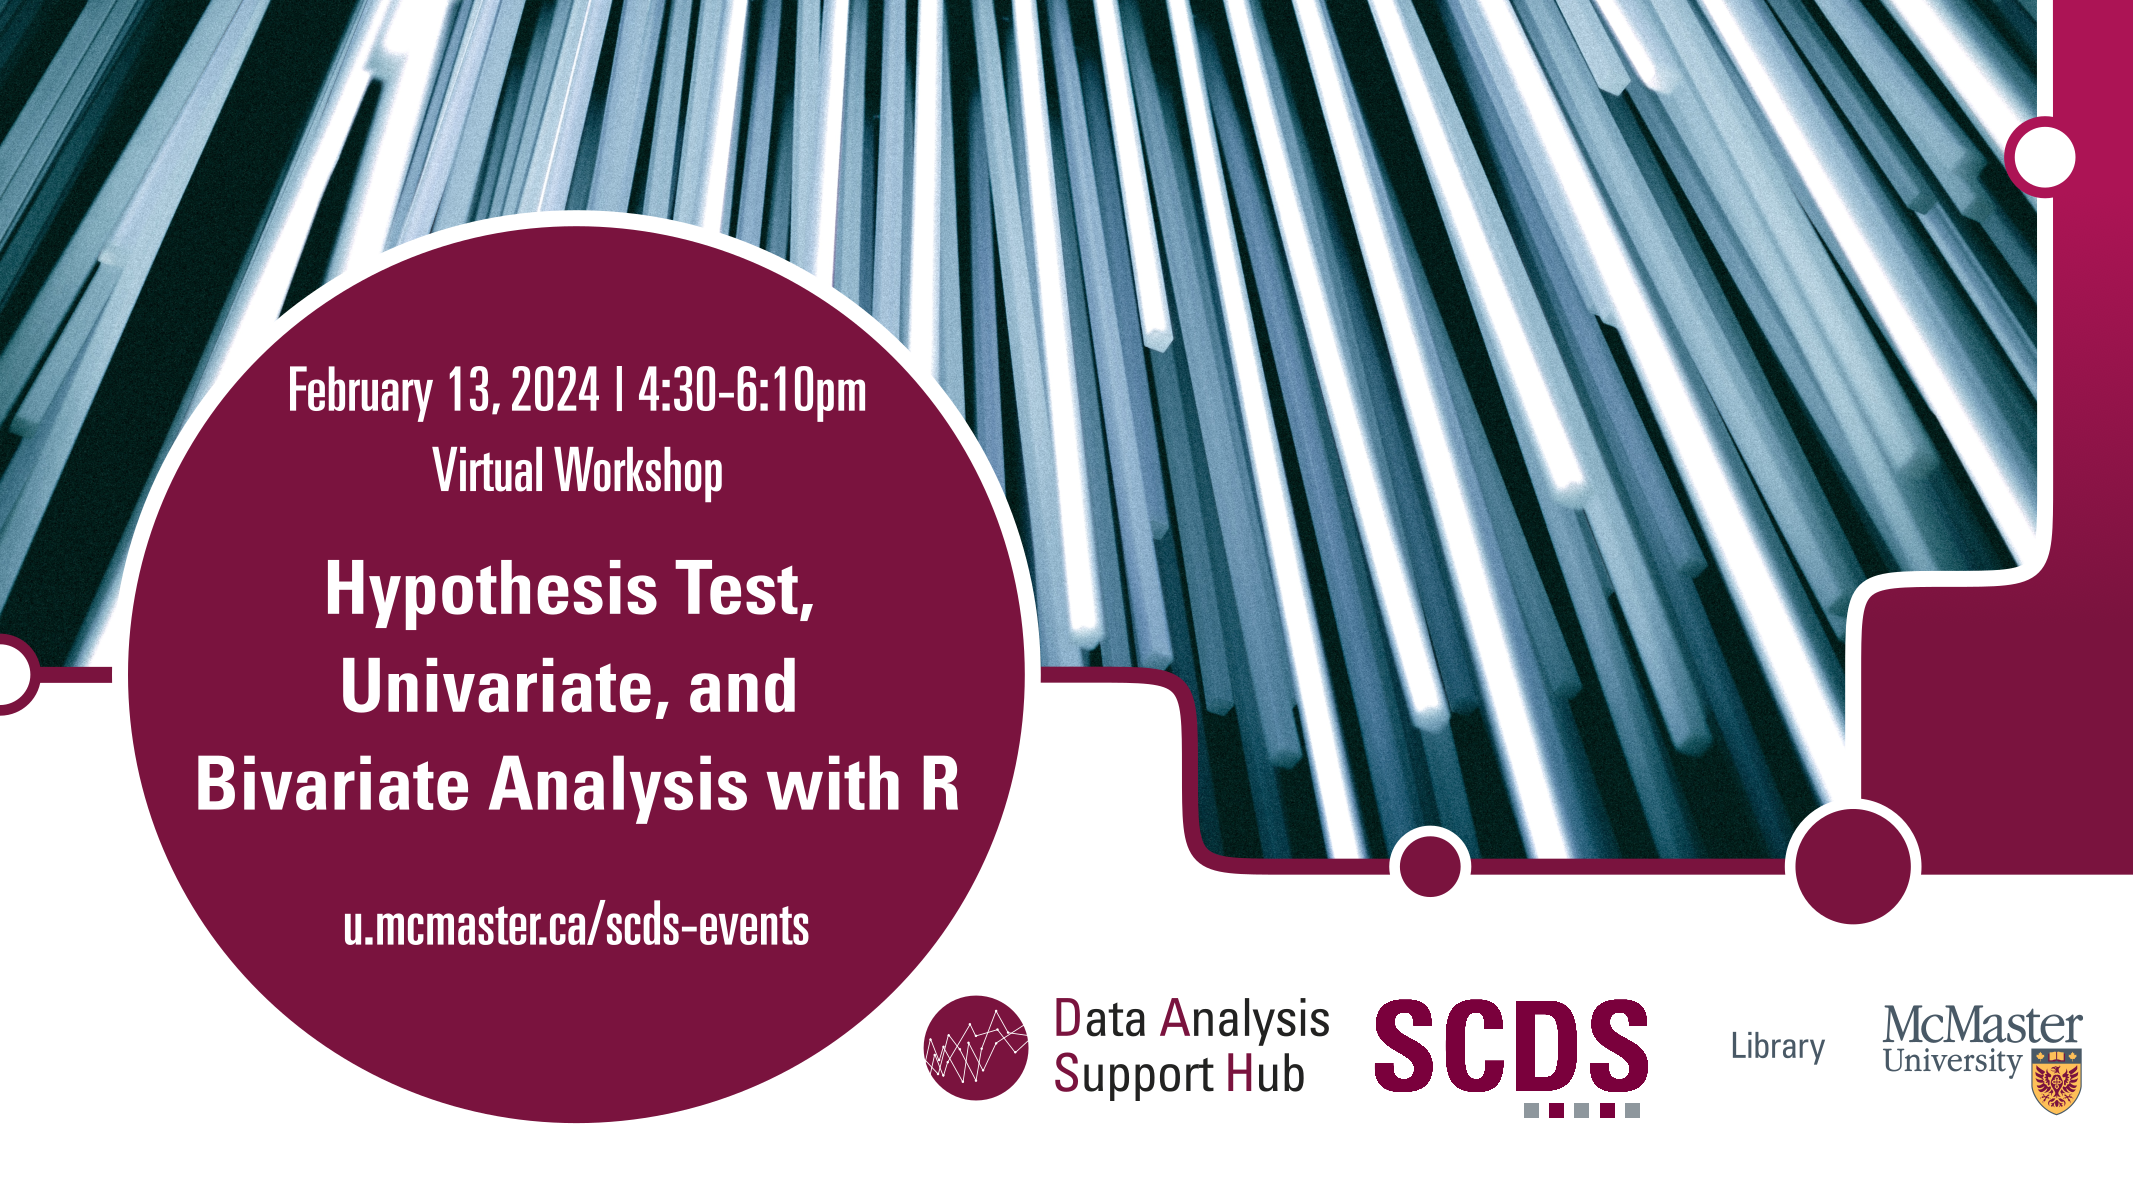 February 13, 2024 | 4:30-6:10pm
Virtual Workshop
Hypothesis Test,
Univariate, and
Bivariate Analysis with R
u.mcmaster.ca/scds-events
Data Analysis
Support Hub
SCDS
Library
McMaster
University